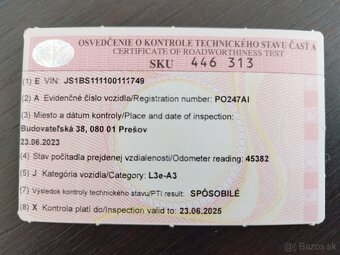 OSVEDČENIE O KONTROLE TECHNICKÉHO STAVU ČASŤ A
CERTIFICATE OF ROADWORTHINESS TEST
SKU 446 313
(1) E VIN: JS1BS111100111749
(2) A Evidenčné číslo vozidla/Registration number: PO247AI
(3) Miesto a dátum kontroly/Place and date of inspection:
Budovateľská 38, 080 01 Prešov
23.06.2023
(4) Stav počítadla prejdenej vzdialenosti/Odometer reading: 45382
(5) J Kategória vozidla/Category: L3e-A3
(7) Výsledok kontroly technického stavu/PTI result: SPÔSOBILÉ
(8) X Kontrola platí do/Inspection valid to: 23.06.2025
bazos.sk